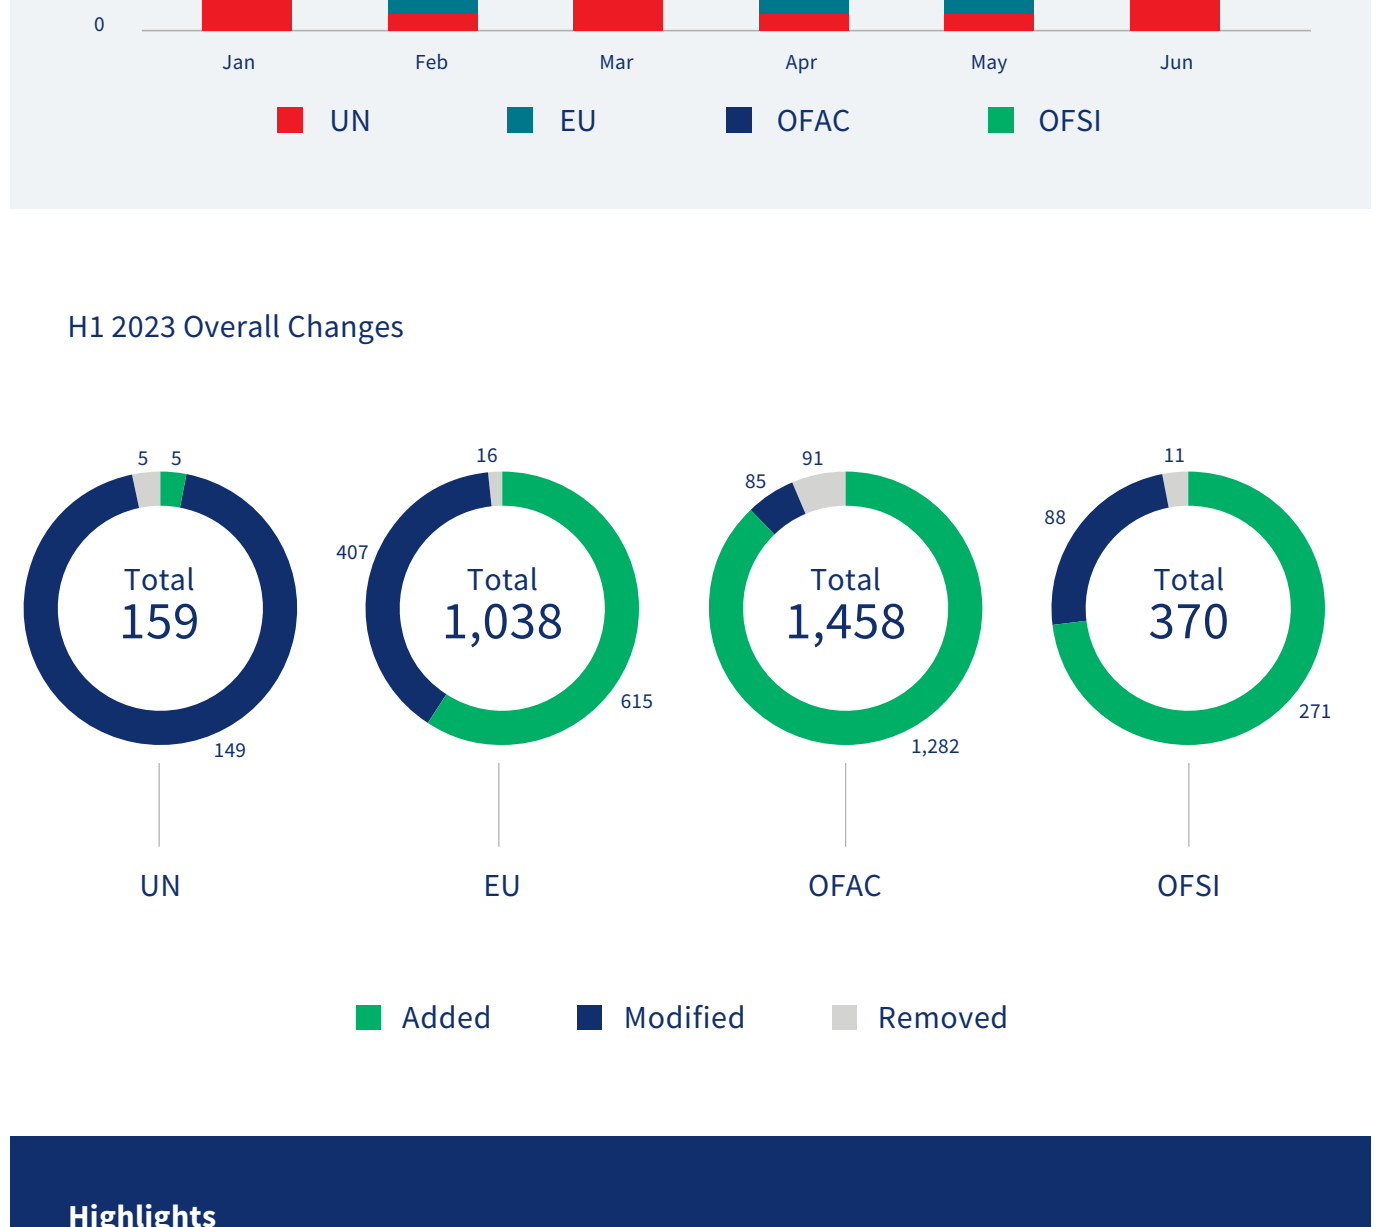 0
Jan Feb Mar Apr May Jun
UN EU OFAC OFSI
H1 2023 Overall Changes
5 5
149
Total
159
UN
16
407
615
Total
1,038
EU
91
85
1,282
Total
1,458
OFAC
11
88
271
Total
370
OFSI
Added Modified Removed
Highlights